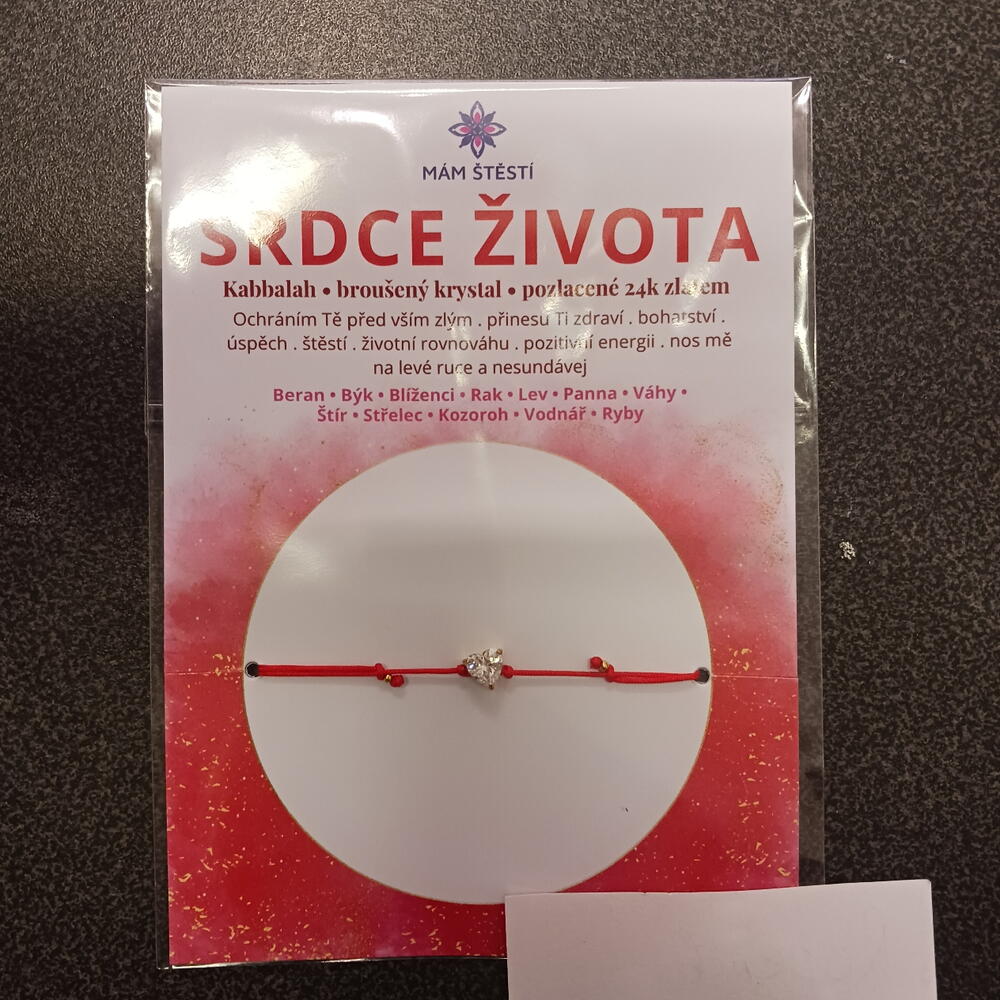 MÁM ŠTĚSTÍ
SRDCE ŽIVOTA
Kabbalah • broušený krystal • pozlacené 24k zlatem
Ochráním Tě před vším zlým . přinesu Ti zdraví . bohatství .
úspěch . štěstí . životní rovnováhu . pozitivní energii . nos mě
na levé ruce a nesundávej
Beran • Býk • Blíženci • Rak • Lev • Panna • Váhy •
Štír • Střelec • Kozoroh • Vodnář • Ryby